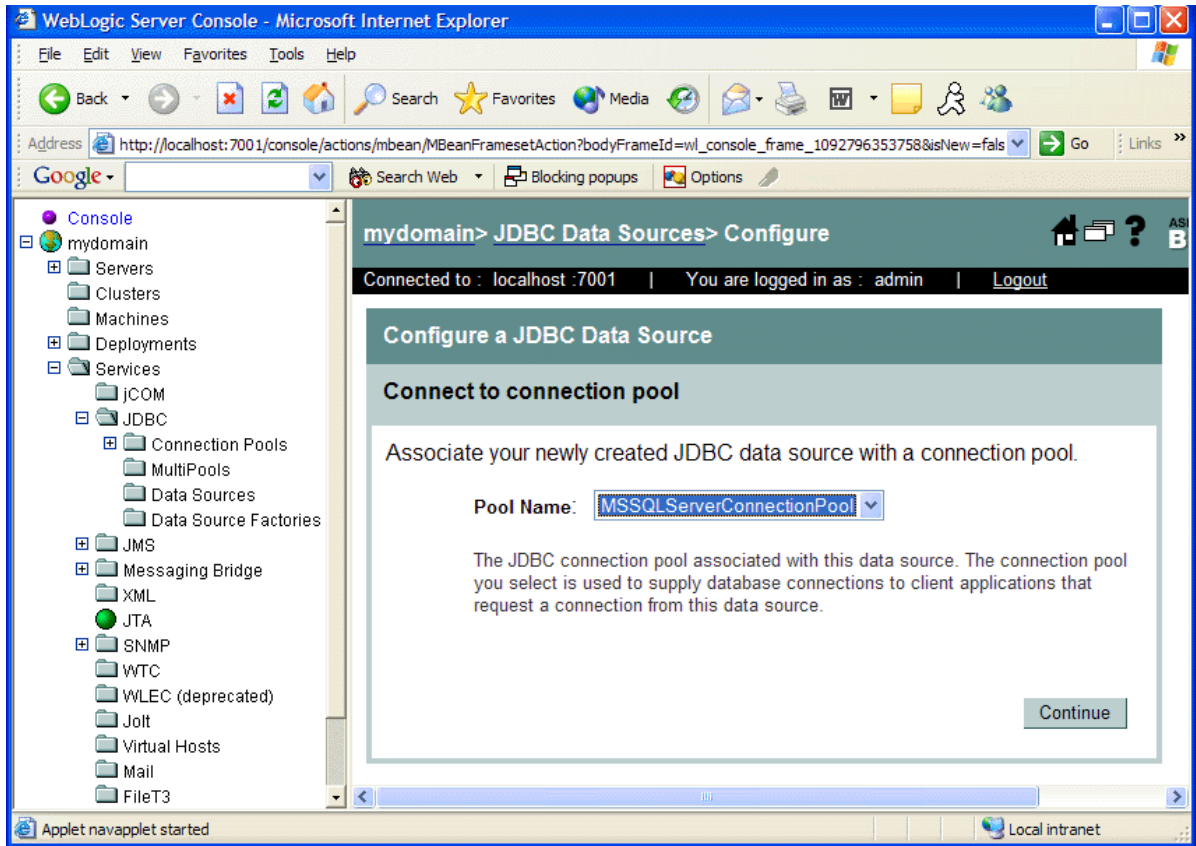 WebLogic Server Console - Microsoft Internet Explorer
File Edit View Favorites Tools Help
Back Search Favorites Media
Address http://localhost:7001/console/actions/mbean/MBeanFramesetAction?bodyFrameId=wl_console_frame_1092796353758&isNew=fals Go Links »
Google Search Web Blocking popups Options
Console
mydomain
Servers
Clusters
Machines
Deployments
Services
jCOM
JDBC
Connection Pools
MultiPools
Data Sources
Data Source Factories
JMS
Messaging Bridge
XML
JTA
SNMP
WTC
WLEC (deprecated)
Jolt
Virtual Hosts
Mail
FileT3
mydomain> JDBC Data Sources> Configure
Connected to : localhost :7001 | You are logged in as : admin | Logout
Configure a JDBC Data Source
Connect to connection pool
Associate your newly created JDBC data source with a connection pool.
Pool Name: MSSQLServerConnectionPool
The JDBC connection pool associated with this data source. The connection pool
you select is used to supply database connections to client applications that
request a connection from this data source.
Continue
Applet navapplet started
Local intranet